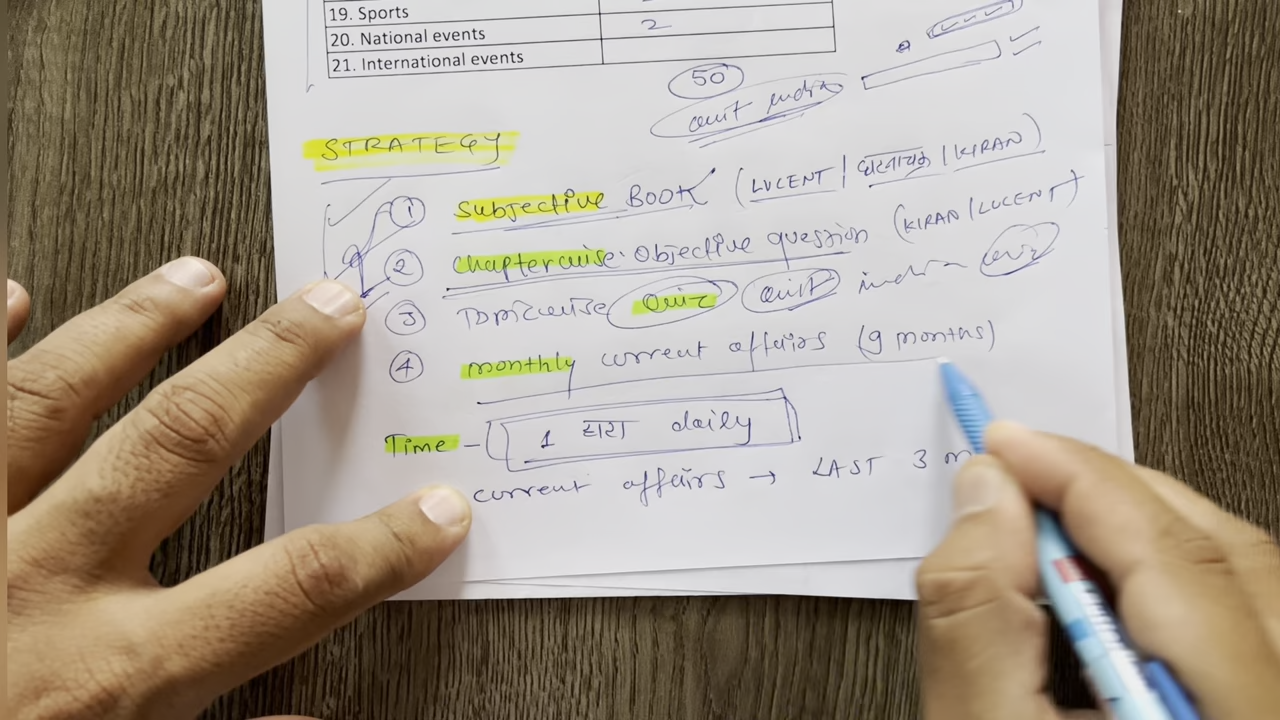 19. Sports
20. National events 2
21. International events
50
Quit india
STRATEGY
① Subjective BOOK (LUCENT / घटनाचक्र / KIRAN)
② Chapterwise Objective question (KIRAN / LUCENT)
③ Topicwise Quiz Quit india Quiz
④ monthly current affairs (9 months)
Time - 1 घंटा daily
current affairs → LAST 3 m